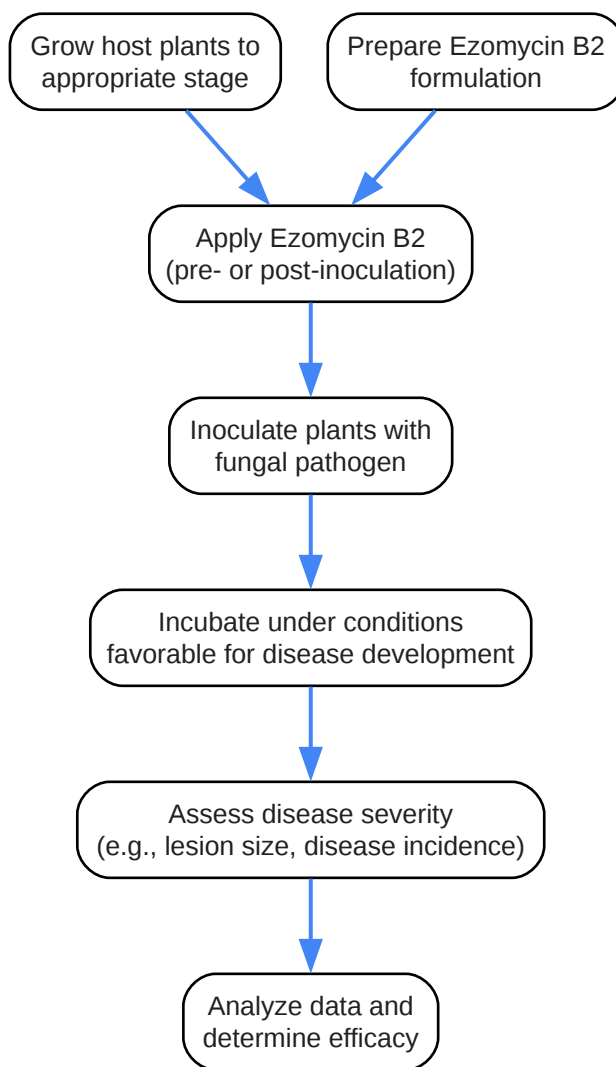 Grow host plants to
appropriate stage
Prepare Ezomycin B2
formulation
Apply Ezomycin B2
(pre- or post-inoculation)
Inoculate plants with
fungal pathogen
Incubate under conditions
favorable for disease development
Assess disease severity
(e.g., lesion size, disease incidence)
Analyze data and
determine efficacy